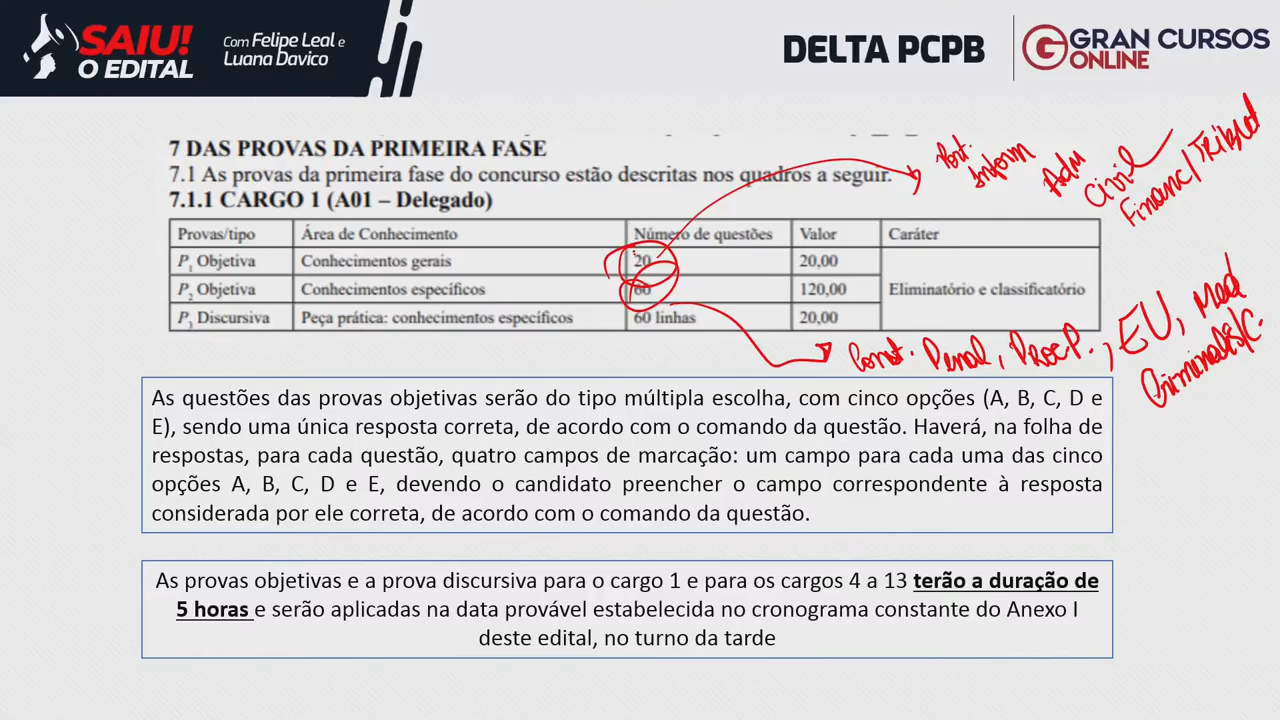 SAIU!
O EDITAL
Com Felipe Leal e
Luana Davico
DELTA PCPB
G GRAN CURSOS
ONLINE
7 DAS PROVAS DA PRIMEIRA FASE
7.1 As provas da primeira fase do concurso estão descritas nos quadros a seguir.
7.1.1 CARGO 1 (A01 – Delegado)
Provas/tipo Área de Conhecimento Número de questões Valor Caráter
P1 Objetiva Conhecimentos gerais 20 20,00
P2 Objetiva Conhecimentos específicos 60 120,00 Eliminatório e classificatório
P3 Discursiva Peça prática: conhecimentos específicos 60 linhas 20,00
Port.
Inform
Adm
Civil
Financ/Tribut
Const. Penal, Proc P., EU, Med
Criminalís/C.
As questões das provas objetivas serão do tipo múltipla escolha, com cinco opções (A, B, C, D e
E), sendo uma única resposta correta, de acordo com o comando da questão. Haverá, na folha de
respostas, para cada questão, quatro campos de marcação: um campo para cada uma das cinco
opções A, B, C, D e E, devendo o candidato preencher o campo correspondente à resposta
considerada por ele correta, de acordo com o comando da questão.
As provas objetivas e a prova discursiva para o cargo 1 e para os cargos 4 a 13 terão a duração de
5 horas e serão aplicadas na data provável estabelecida no cronograma constante do Anexo I
deste edital, no turno da tarde